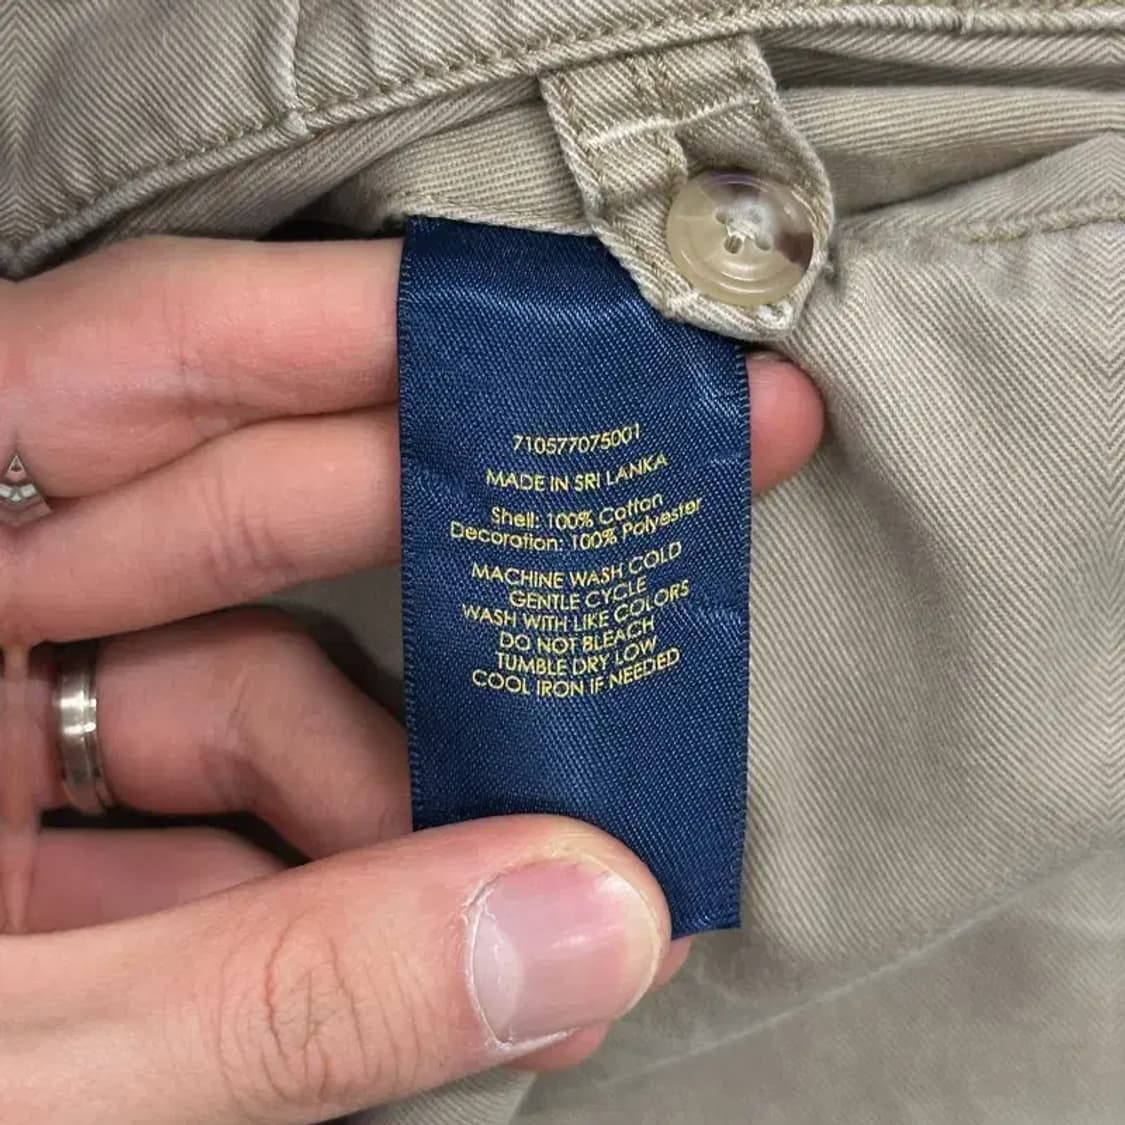 710577075001
MADE IN SRI LANKA
Shell: 100% Cotton
Decoration: 100% Polyester
MACHINE WASH COLD
GENTLE CYCLE
WASH WITH LIKE COLORS
DO NOT BLEACH
TUMBLE DRY LOW
COOL IRON IF NEEDED